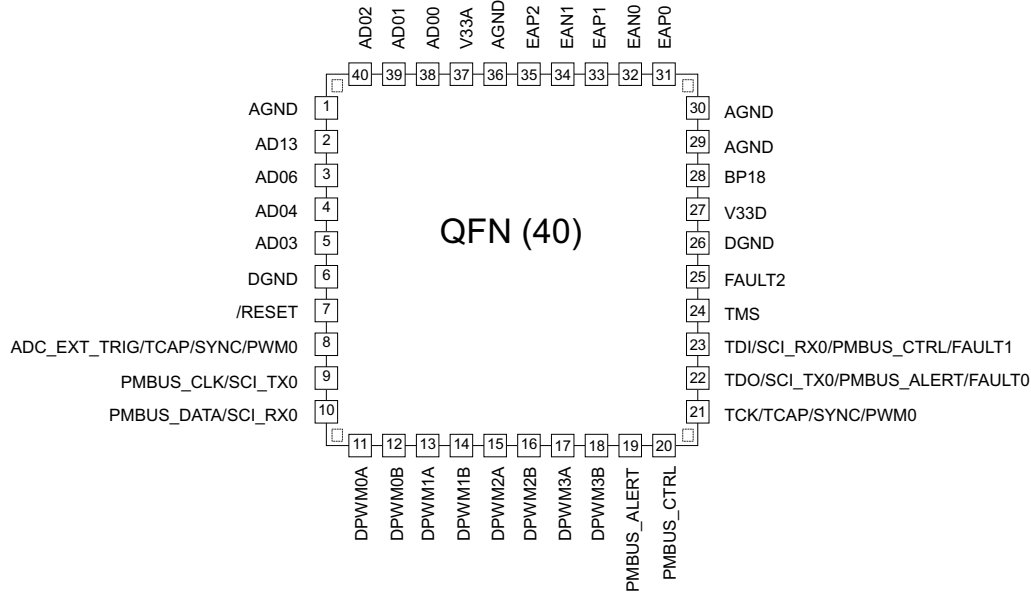 AD02
AD01
AD00
V33A
AGND
EAP2
EAN1
EAP1
EAN0
EAP0
40
39
38
37
36
35
34
33
32
31
AGND 1
AD13 2
AD06 3
AD04 4
AD03 5
DGND 6
/RESET 7
ADC_EXT_TRIG/TCAP/SYNC/PWM0 8
PMBUS_CLK/SCI_TX0 9
PMBUS_DATA/SCI_RX0 10
QFN (40)
30 AGND
29 AGND
28 BP18
27 V33D
26 DGND
25 FAULT2
24 TMS
23 TDI/SCI_RX0/PMBUS_CTRL/FAULT1
22 TDO/SCI_TX0/PMBUS_ALERT/FAULT0
21 TCK/TCAP/SYNC/PWM0
11
12
13
14
15
16
17
18
19
20
DPWM0A
DPWM0B
DPWM1A
DPWM1B
DPWM2A
DPWM2B
DPWM3A
DPWM3B
PMBUS_ALERT
PMBUS_CTRL